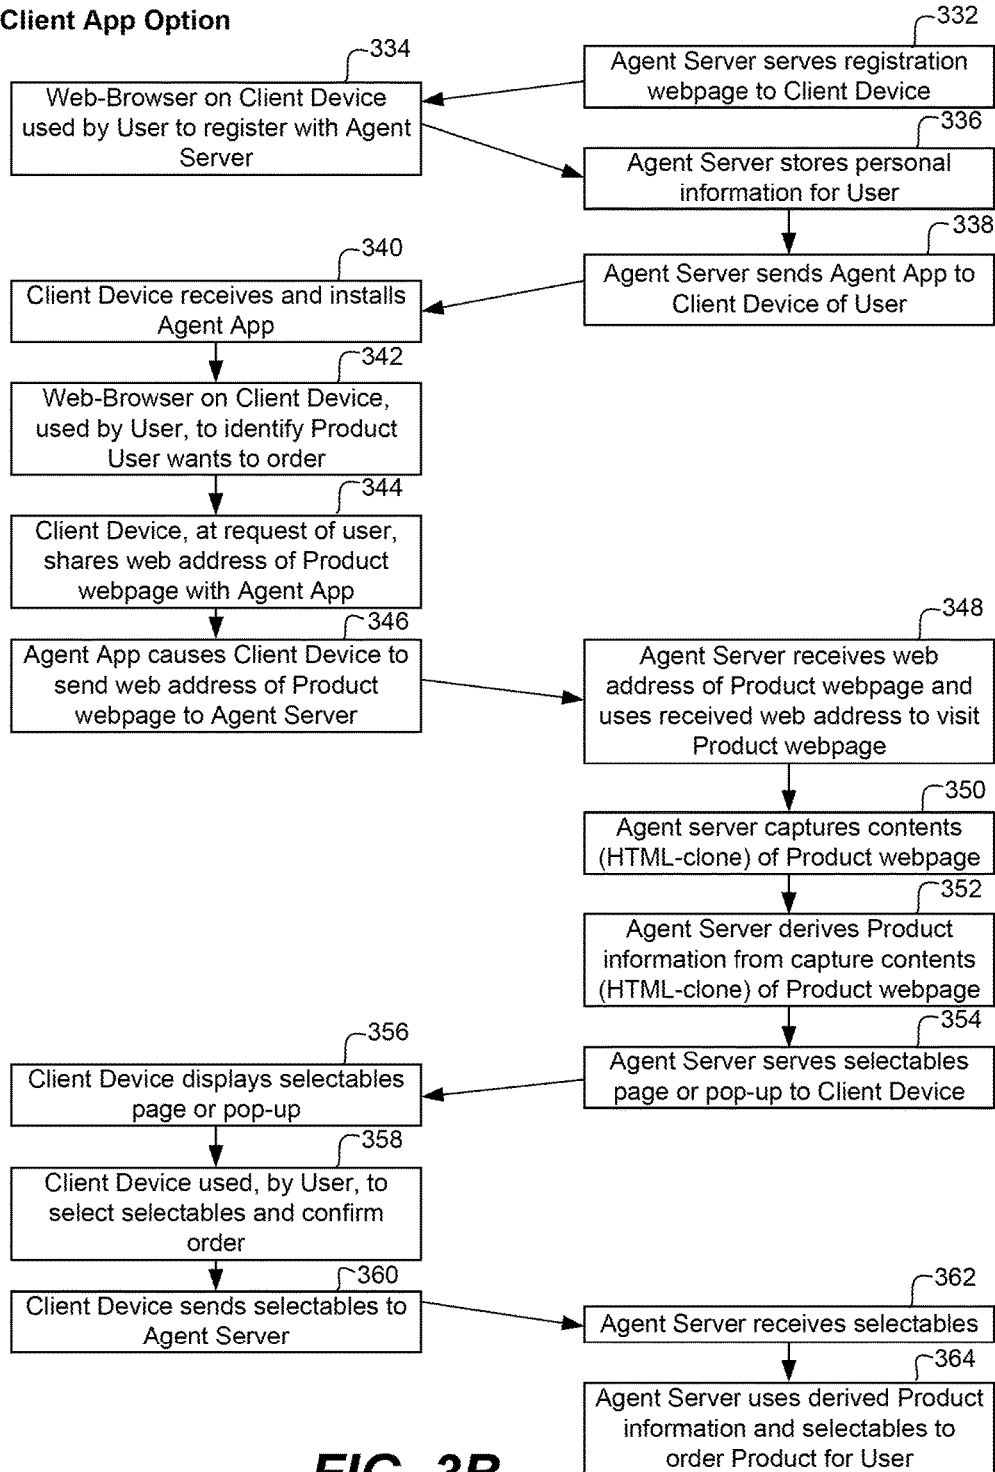 Client App Option
332
Agent Server serves registration
webpage to Client Device
334
Web-Browser on Client Device
used by User to register with Agent
Server
336
Agent Server stores personal
information for User
338
Agent Server sends Agent App to
Client Device of User
340
Client Device receives and installs
Agent App
342
Web-Browser on Client Device,
used by User, to identify Product
User wants to order
344
Client Device, at request of user,
shares web address of Product
webpage with Agent App
346
Agent App causes Client Device to
send web address of Product
webpage to Agent Server
348
Agent Server receives web
address of Product webpage and
uses received web address to visit
Product webpage
350
Agent server captures contents
(HTML-clone) of Product webpage
352
Agent Server derives Product
information from capture contents
(HTML-clone) of Product webpage
354
Agent Server serves selectables
page or pop-up to Client Device
356
Client Device displays selectables
page or pop-up
358
Client Device used, by User, to
select selectables and confirm
order
360
Client Device sends selectables to
Agent Server
362
Agent Server receives selectables
364
Agent Server uses derived Product
information and selectables to
order Product for User
FIG. 3B